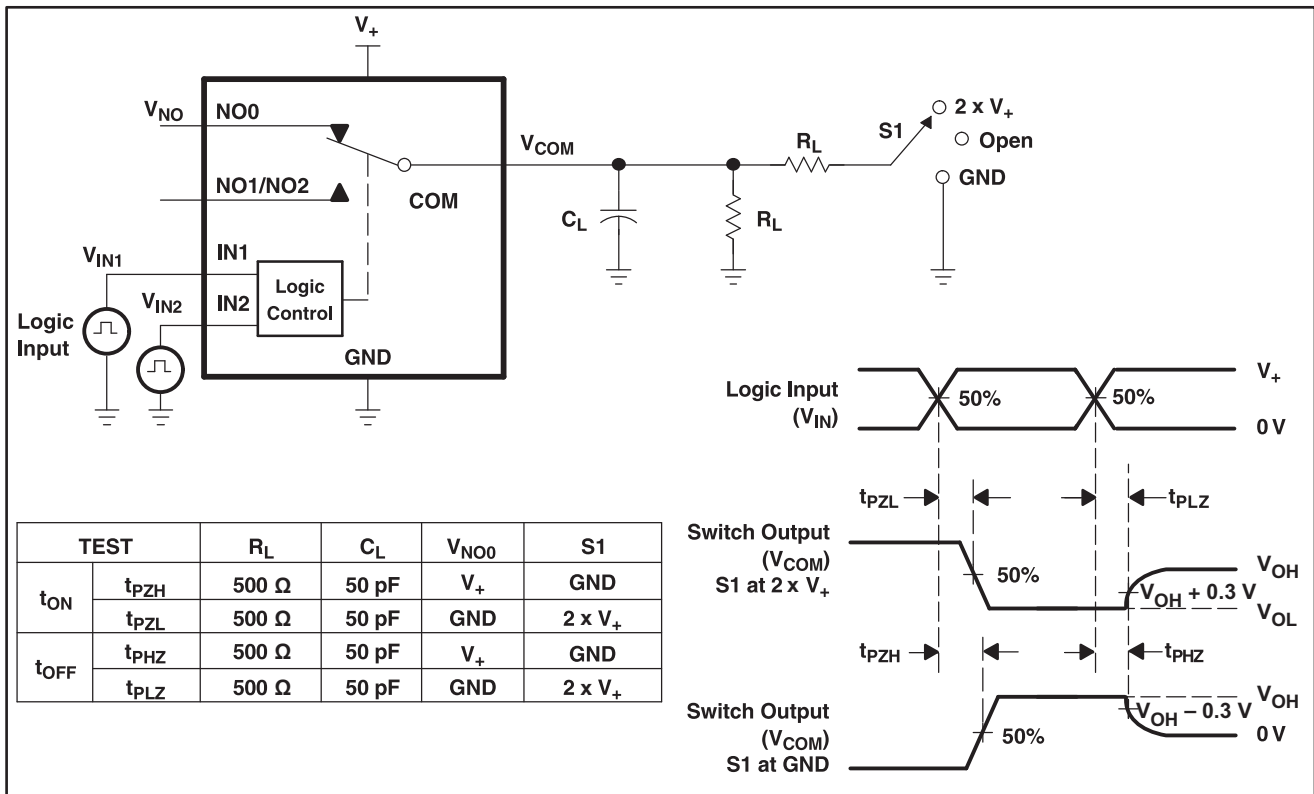 V+
VNO NO0
NO1/NO2
VCOM
COM
CL
RL
RL
S1
2 x V+
Open
GND
VIN1 IN1
VIN2 IN2
Logic Control
Logic Input
GND
Logic Input
(VIN)
50%
50%
V+
0 V
tPZL
tPLZ
Switch Output
(VCOM)
S1 at 2 x V+
50%
VOH
VOH + 0.3 V
VOL
tPZH
tPHZ
Switch Output
(VCOM)
S1 at GND
50%
VOH
VOH – 0.3 V
0 V
TEST RL CL VNO0 S1
tON tPZH 500 Ω 50 pF V+ GND
tPZL 500 Ω 50 pF GND 2 x V+
tOFF tPHZ 500 Ω 50 pF V+ GND
tPLZ 500 Ω 50 pF GND 2 x V+